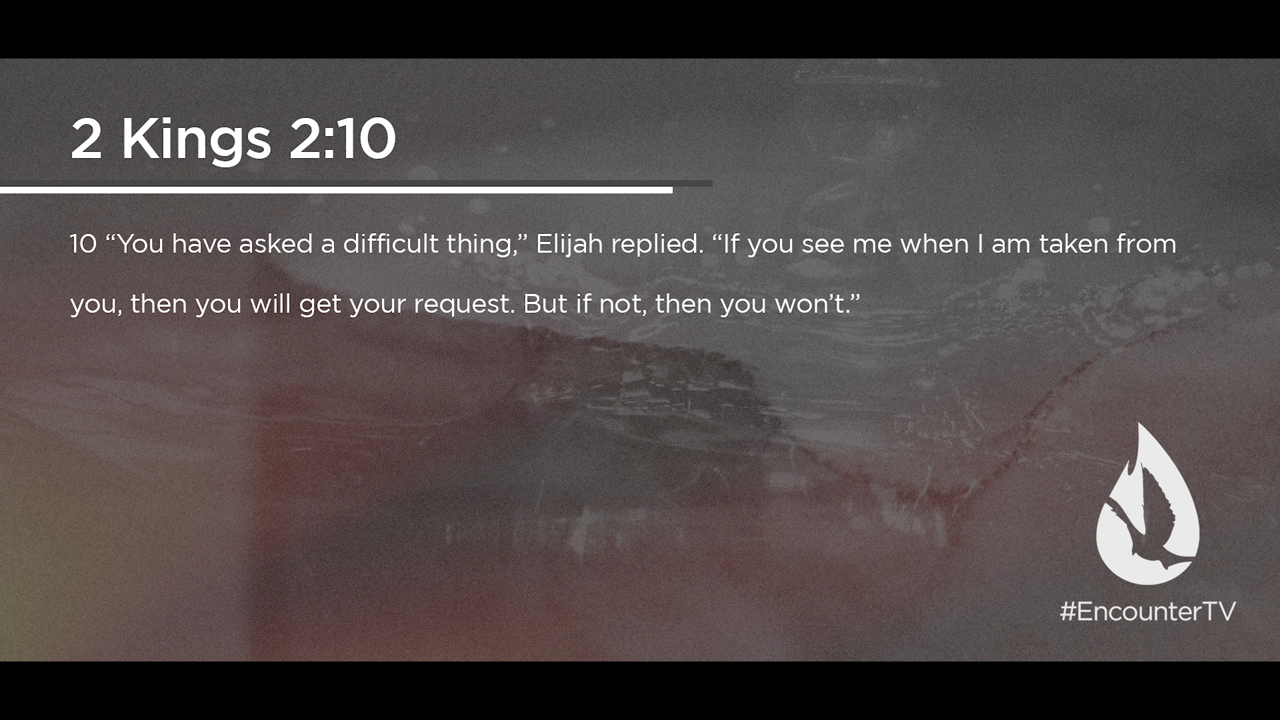 2 Kings 2:10
10 “You have asked a difficult thing,” Elijah replied. “If you see me when I am taken from
you, then you will get your request. But if not, then you won’t.”
#EncounterTV